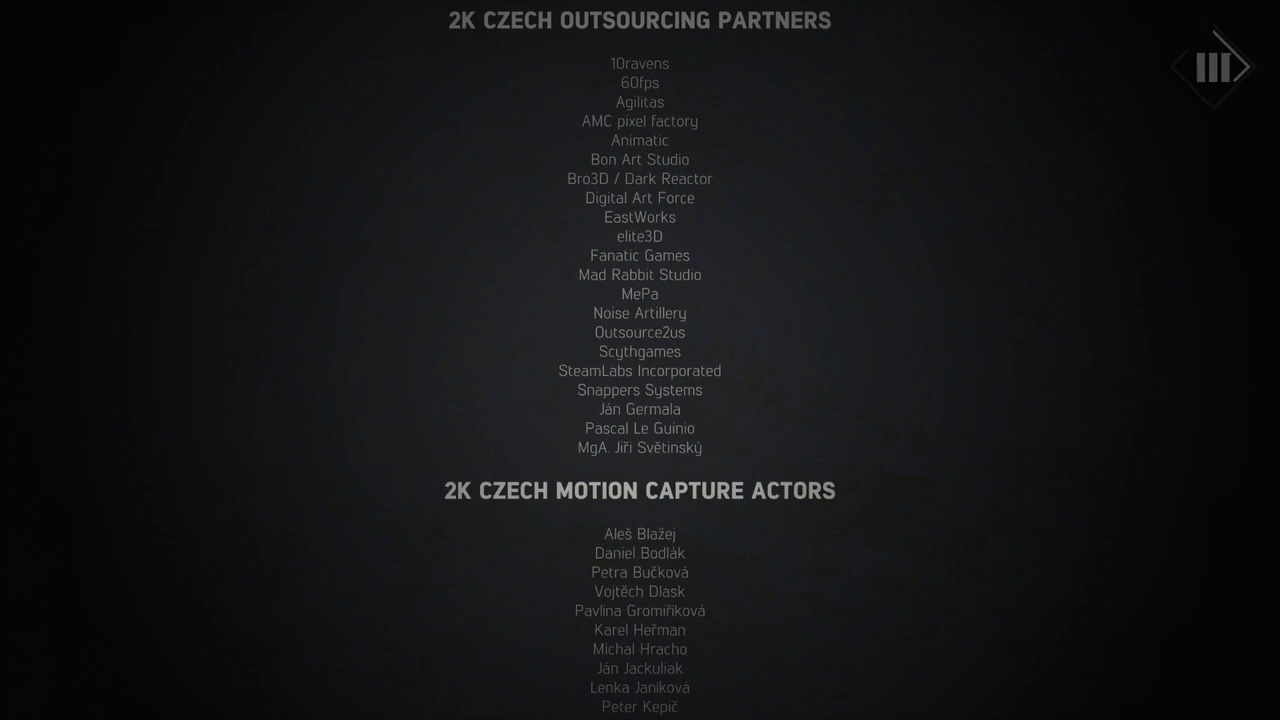 2K CZECH OUTSOURCING PARTNERS
10ravens
60fps
Agilitas
AMC pixel factory
Animatic
Bon Art Studio
Bro3D / Dark Reactor
Digital Art Force
EastWorks
elite3D
Fanatic Games
Mad Rabbit Studio
MePa
Noise Artillery
Outsource2us
Scythgames
SteamLabs Incorporated
Snappers Systems
Ján Germala
Pascal Le Guinio
MgA. Jiří Světinský
2K CZECH MOTION CAPTURE ACTORS
Aleš Blažej
Daniel Bodlák
Petra Bučková
Vojtěch Dlask
Pavlina Gromiřiková
Karel Heřman
Michal Hracho
Ján Jackuliak
Lenka Janíková
Peter Kepič